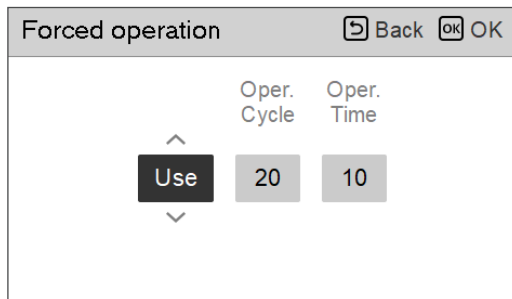 Forced operation Back OK OK
Oper. Oper.
Cycle Time
Use 20 10